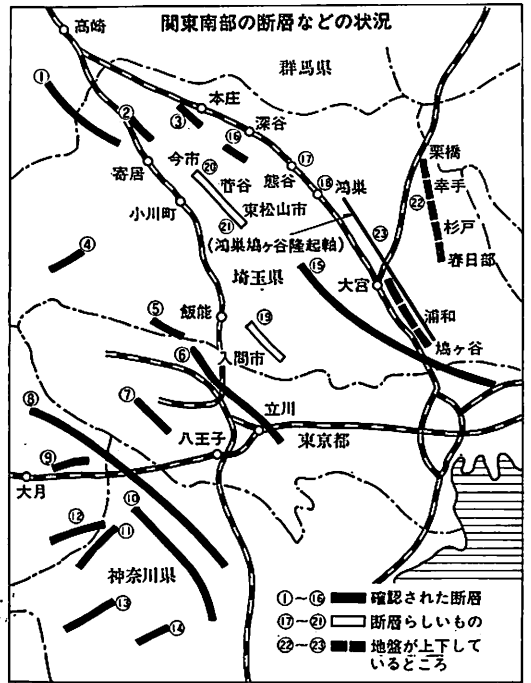 関東南部の断層などの状況
高崎
群馬県
①
本庄
②
③
深谷
栗橋
⑯
今市
⑳
⑰
幸手
寄居
菅谷
熊谷
⑱
鴻巣
㉒
小川町
東松山市
杉戸
㉑
㉓
(鴻巣鳩ヶ谷隆起軸)
春日部
④
埼玉県
⑮
大宮
⑤
飯能
浦和
⑲
⑥
入間市
鳩ヶ谷
⑦
⑧
立川
八王子
東京都
⑨
大月
⑩
⑫
⑪
神奈川県
⑬
⑭
①〜⑯ 確認された断層
⑰〜㉑ 断層らしいもの
㉒〜㉓ 地盤が上下して
いるところ